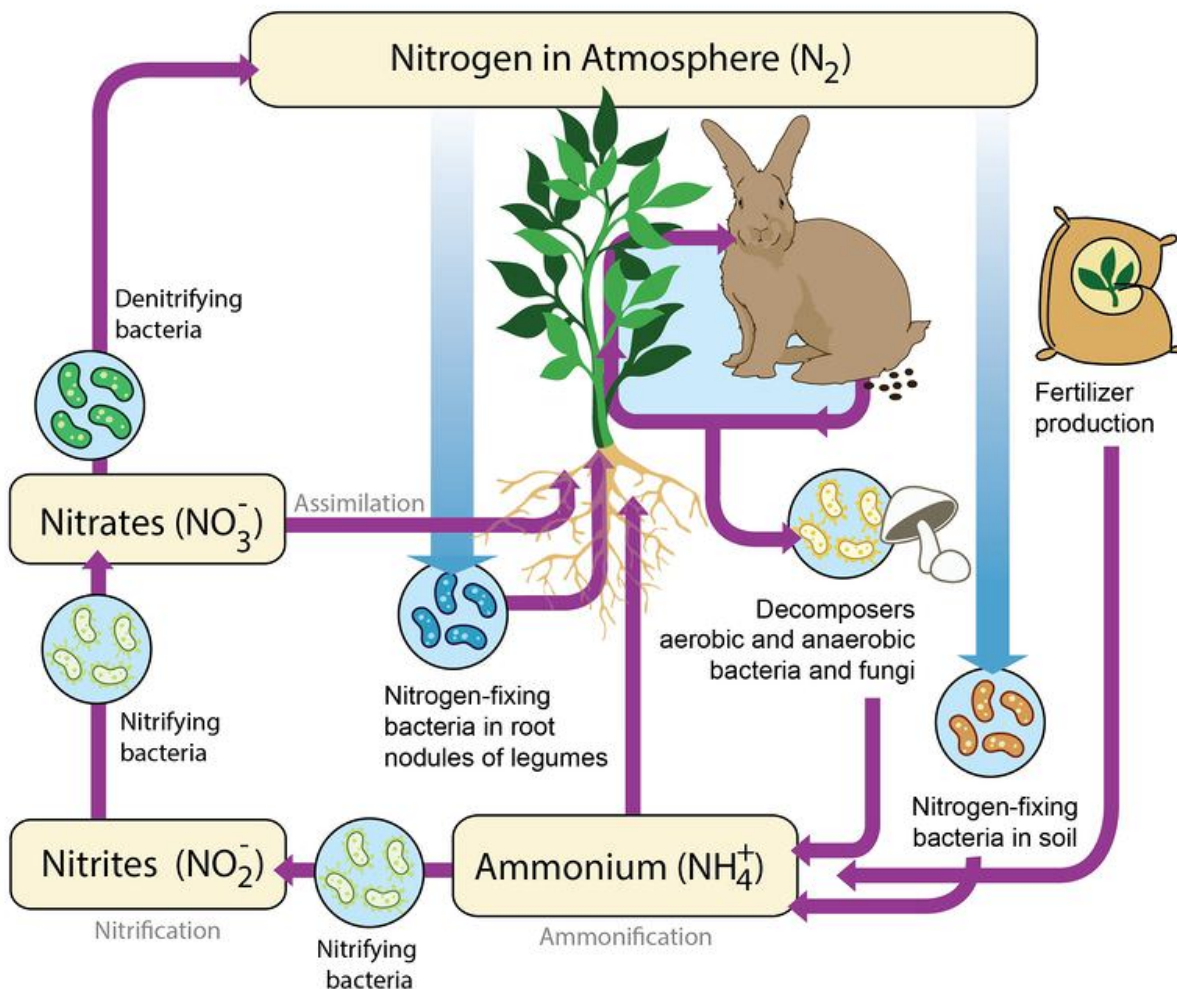 Nitrogen in Atmosphere (N₂)
Denitrifying
bacteria
Fertilizer
production
Nitrates (NO₃⁻)
Assimilation
Decomposers
aerobic and anaerobic
bacteria and fungi
Nitrogen-fixing
bacteria in root
nodules of legumes
Nitrifying
bacteria
Nitrogen-fixing
bacteria in soil
Nitrites (NO₂⁻)
Ammonium (NH₄⁺)
Nitrification
Ammonification
Nitrifying
bacteria